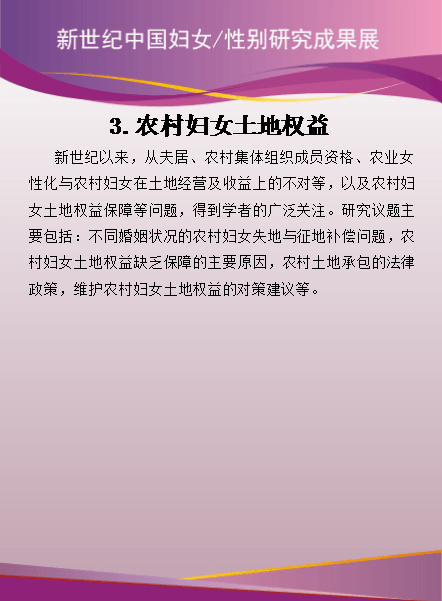 新世纪中国妇女/性别研究成果展
3.农村妇女土地权益
新世纪以来，从夫居、农村集体组织成员资格、农业女
性化与农村妇女在土地经营及收益上的不对等，以及农村妇
女土地权益保障等问题，得到学者的广泛关注。研究议题主
要包括：不同婚姻状况的农村妇女失地与征地补偿问题，农
村妇女土地权益缺乏保障的主要原因，农村土地承包的法律
政策，维护农村妇女土地权益的对策建议等。